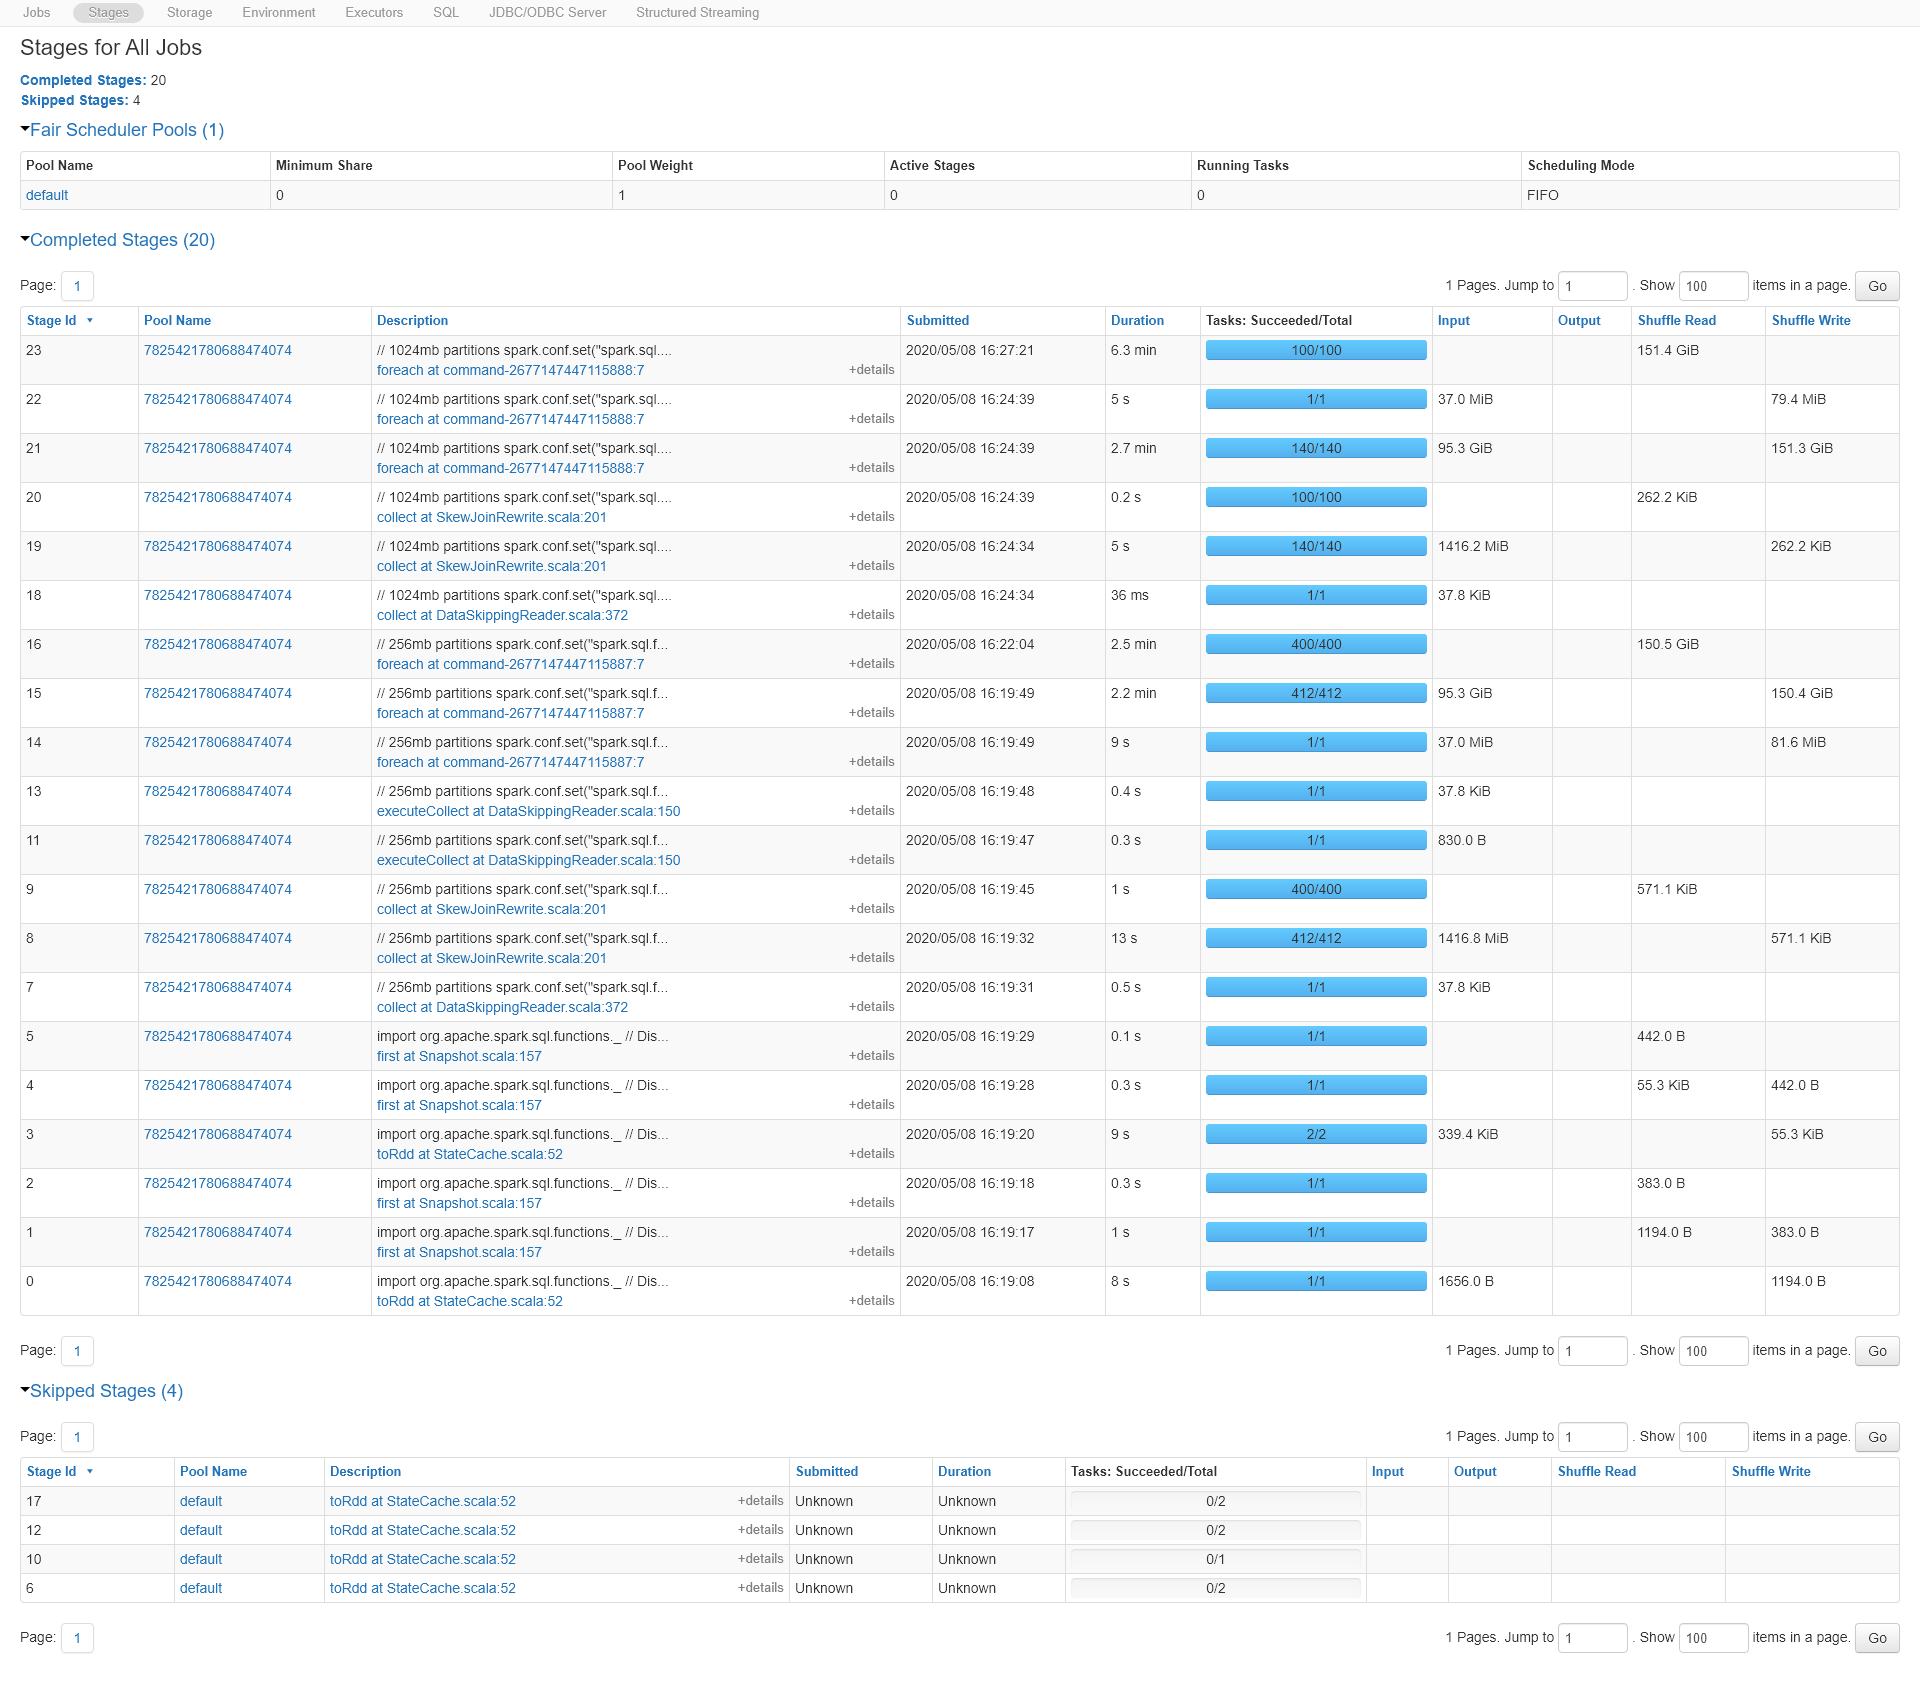 Jobs Stages Storage Environment Executors SQL JDBC/ODBC Server Structured Streaming
Stages for All Jobs
Completed Stages: 20
Skipped Stages: 4
Fair Scheduler Pools (1)
Pool Name Minimum Share Pool Weight Active Stages Running Tasks Scheduling Mode
default 0 1 0 0 FIFO
Completed Stages (20)
Page: 1 1 Pages. Jump to 1 . Show 100 items in a page. Go
Stage Id ▾ Pool Name Description Submitted Duration Tasks: Succeeded/Total Input Output Shuffle Read Shuffle Write
23 7825421780688474074 // 1024mb partitions spark.conf.set("spark.sql.... 2020/05/08 16:27:21 6.3 min 100/100 151.4 GiB
foreach at command-2677147447115888:7 +details
22 7825421780688474074 // 1024mb partitions spark.conf.set("spark.sql.... 2020/05/08 16:24:39 5 s 1/1 37.0 MiB 79.4 MiB
foreach at command-2677147447115888:7 +details
21 7825421780688474074 // 1024mb partitions spark.conf.set("spark.sql.... 2020/05/08 16:24:39 2.7 min 140/140 95.3 GiB 151.3 GiB
foreach at command-2677147447115888:7 +details
20 7825421780688474074 // 1024mb partitions spark.conf.set("spark.sql.... 2020/05/08 16:24:39 0.2 s 100/100 262.2 KiB
collect at SkewJoinRewrite.scala:201 +details
19 7825421780688474074 // 1024mb partitions spark.conf.set("spark.sql.... 2020/05/08 16:24:34 5 s 140/140 1416.2 MiB 262.2 KiB
collect at SkewJoinRewrite.scala:201 +details
18 7825421780688474074 // 1024mb partitions spark.conf.set("spark.sql.... 2020/05/08 16:24:34 36 ms 1/1 37.8 KiB
collect at DataSkippingReader.scala:372 +details
16 7825421780688474074 // 256mb partitions spark.conf.set("spark.sql.f... 2020/05/08 16:22:04 2.5 min 400/400 150.5 GiB
foreach at command-2677147447115887:7 +details
15 7825421780688474074 // 256mb partitions spark.conf.set("spark.sql.f... 2020/05/08 16:19:49 2.2 min 412/412 95.3 GiB 150.4 GiB
foreach at command-2677147447115887:7 +details
14 7825421780688474074 // 256mb partitions spark.conf.set("spark.sql.f... 2020/05/08 16:19:49 9 s 1/1 37.0 MiB 81.6 MiB
foreach at command-2677147447115887:7 +details
13 7825421780688474074 // 256mb partitions spark.conf.set("spark.sql.f... 2020/05/08 16:19:48 0.4 s 1/1 37.8 KiB
executeCollect at DataSkippingReader.scala:150 +details
11 7825421780688474074 // 256mb partitions spark.conf.set("spark.sql.f... 2020/05/08 16:19:47 0.3 s 1/1 830.0 B
executeCollect at DataSkippingReader.scala:150 +details
9 7825421780688474074 // 256mb partitions spark.conf.set("spark.sql.f... 2020/05/08 16:19:45 1 s 400/400 571.1 KiB
collect at SkewJoinRewrite.scala:201 +details
8 7825421780688474074 // 256mb partitions spark.conf.set("spark.sql.f... 2020/05/08 16:19:32 13 s 412/412 1416.8 MiB 571.1 KiB
collect at SkewJoinRewrite.scala:201 +details
7 7825421780688474074 // 256mb partitions spark.conf.set("spark.sql.f... 2020/05/08 16:19:31 0.5 s 1/1 37.8 KiB
collect at DataSkippingReader.scala:372 +details
5 7825421780688474074 import org.apache.spark.sql.functions._ // Dis... 2020/05/08 16:19:29 0.1 s 1/1 442.0 B
first at Snapshot.scala:157 +details
4 7825421780688474074 import org.apache.spark.sql.functions._ // Dis... 2020/05/08 16:19:28 0.3 s 1/1 55.3 KiB 442.0 B
first at Snapshot.scala:157 +details
3 7825421780688474074 import org.apache.spark.sql.functions._ // Dis... 2020/05/08 16:19:20 9 s 2/2 339.4 KiB 55.3 KiB
toRdd at StateCache.scala:52 +details
2 7825421780688474074 import org.apache.spark.sql.functions._ // Dis... 2020/05/08 16:19:18 0.3 s 1/1 383.0 B
first at Snapshot.scala:157 +details
1 7825421780688474074 import org.apache.spark.sql.functions._ // Dis... 2020/05/08 16:19:17 1 s 1/1 1194.0 B 383.0 B
first at Snapshot.scala:157 +details
0 7825421780688474074 import org.apache.spark.sql.functions._ // Dis... 2020/05/08 16:19:08 8 s 1/1 1656.0 B 1194.0 B
toRdd at StateCache.scala:52 +details
Page: 1 1 Pages. Jump to 1 . Show 100 items in a page. Go
Skipped Stages (4)
Page: 1 1 Pages. Jump to 1 . Show 100 items in a page. Go
Stage Id ▾ Pool Name Description Submitted Duration Tasks: Succeeded/Total Input Output Shuffle Read Shuffle Write
17 default toRdd at StateCache.scala:52 +details Unknown Unknown 0/2
12 default toRdd at StateCache.scala:52 +details Unknown Unknown 0/2
10 default toRdd at StateCache.scala:52 +details Unknown Unknown 0/1
6 default toRdd at StateCache.scala:52 +details Unknown Unknown 0/2
Page: 1 1 Pages. Jump to 1 . Show 100 items in a page. Go